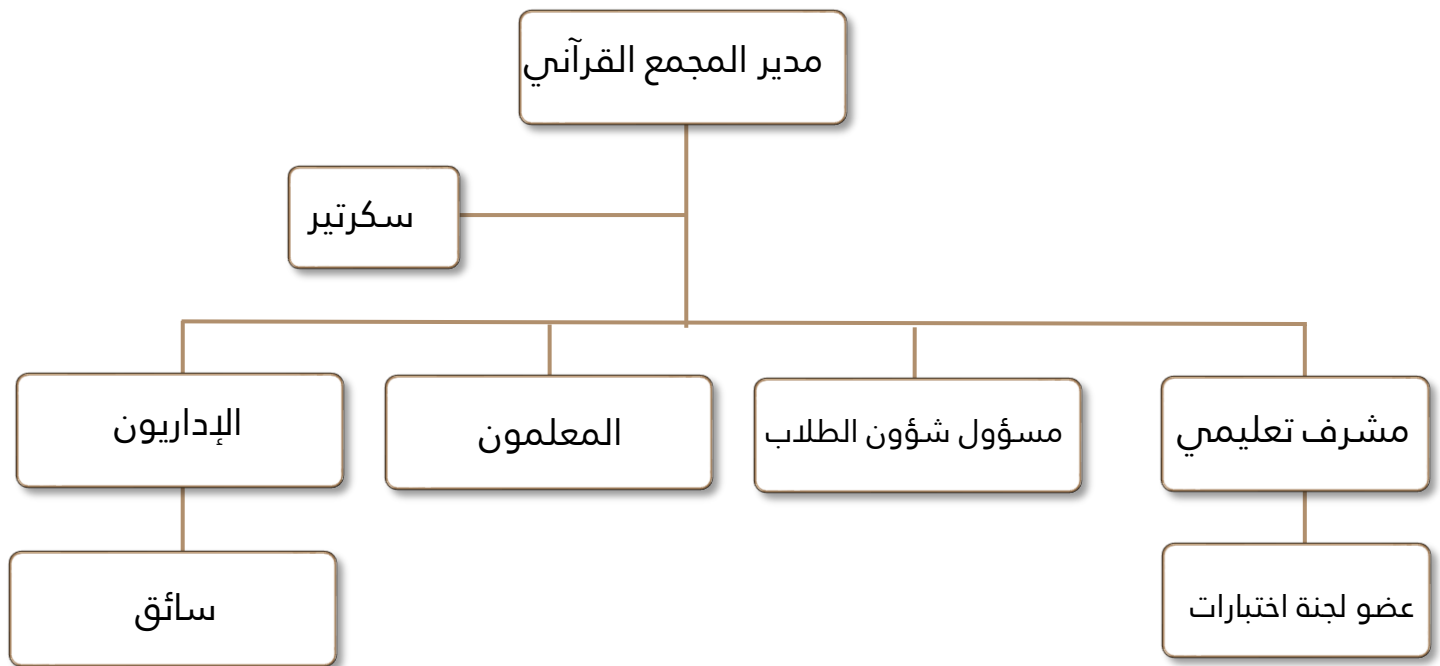 مدير المجمع القرآني
سكرتير
مشرف تعليمي
مسؤول شؤون الطلاب
المعلمون
الإداريون
عضو لجنة اختبارات
سائق